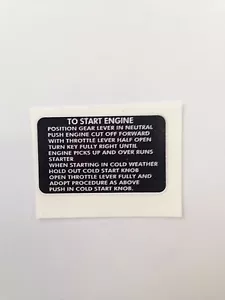 TO START ENGINE
POSITION GEAR LEVER IN NEUTRAL
PUSH ENGINE CUT OFF FORWARD
WITH THROTTLE LEVER HALF OPEN
TURN KEY FULLY RIGHT UNTIL
ENGINE PICKS UP AND OVER RUNS
STARTER
WHEN STARTING IN COLD WEATHER
HOLD OUT COLD START KNOB
OPEN THROTTLE LEVER FULLY AND
ADOPT PROCEDURE AS ABOVE
PUSH IN COLD START KNOB.